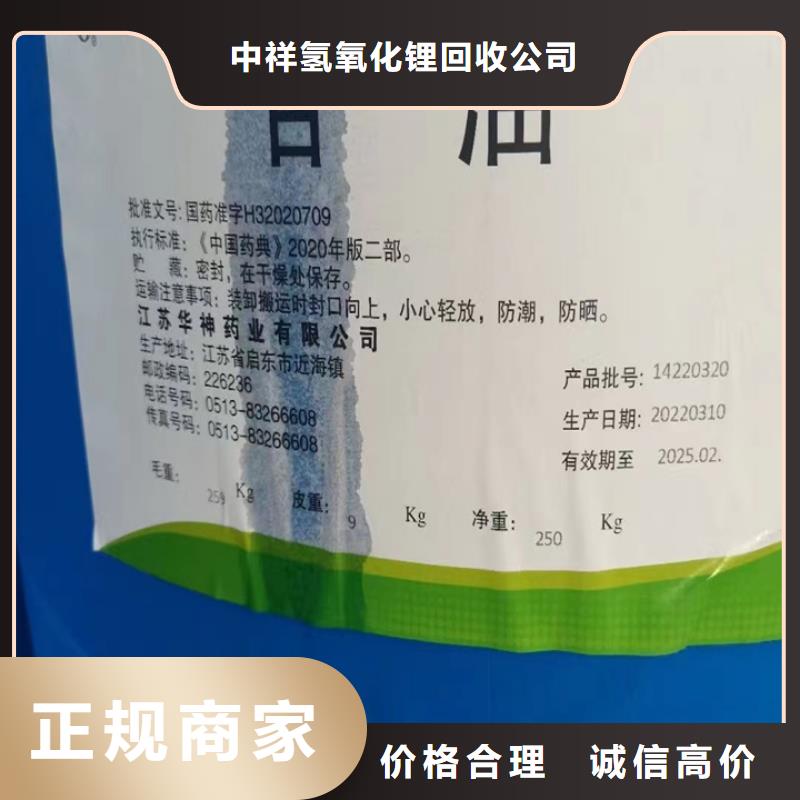 中祥氢氧化锂回收公司
甘 油
批准文号:国药准字H32020709
执行标准:《中国药典》2020年版二部。
贮 藏:密封,在干燥处保存。
运输注意事项:装卸搬运时封口向上,小心轻放,防潮,防晒。
江苏华神药业有限公司
生产地址:江苏省启东市近海镇
邮政编码:226236
电话号码:0513-83266608
传真号码:0513-83266608
产品批号:14220320
生产日期:20220310
有效期至 2025.02.
毛重: 259 Kg 皮重: 9 Kg 净重: 250 Kg
正规商家
价格合理 诚信高价